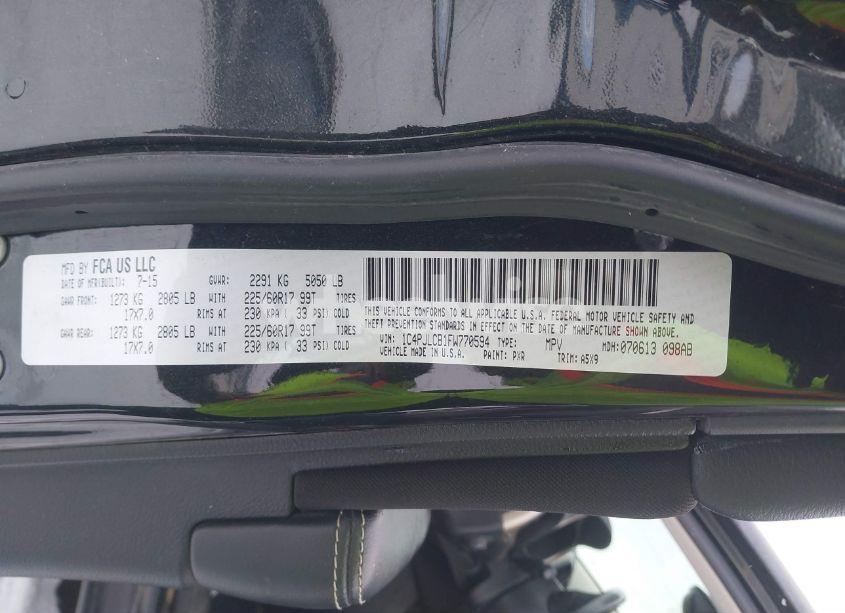 MFD BY FCA US LLC
DATE OF MFR(BUILT): 7-15 GVWR: 2291 KG 5050 LB
GAWR FRONT: 1273 KG 2805 LB WITH 225/60R17 99T TIRES
17X7.0 RIMS AT 230 KPA ( 33 PSI) COLD
GAWR REAR: 1273 KG 2805 LB WITH 225/60R17 99T TIRES
17X7.0 RIMS AT 230 KPA ( 33 PSI) COLD
THIS VEHICLE CONFORMS TO ALL APPLICABLE U.S.A. FEDERAL MOTOR VEHICLE SAFETY AND
THEFT PREVENTION STANDARDS IN EFFECT ON THE DATE OF MANUFACTURE SHOWN ABOVE.
VIN: 1C4PJLCB1FW770594 TYPE: MPV MDH: 070613 098AB
VEHICLE MADE IN U.S.A. PAINT: PXR TRIM: A5X9